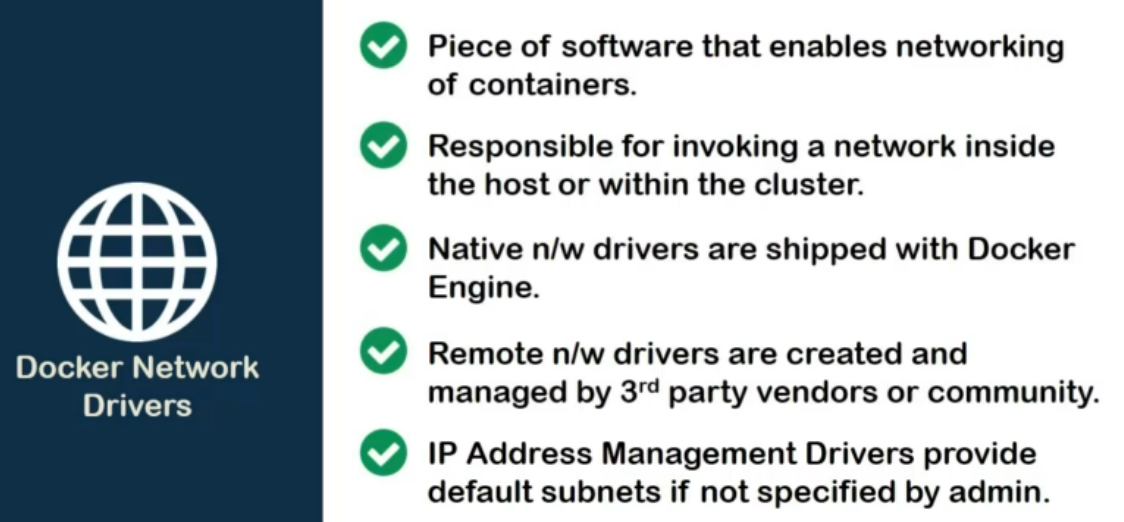 Docker Network
Drivers
Piece of software that enables networking
of containers.
Responsible for invoking a network inside
the host or within the cluster.
Native n/w drivers are shipped with Docker
Engine.
Remote n/w drivers are created and
managed by 3rd party vendors or community.
IP Address Management Drivers provide
default subnets if not specified by admin.